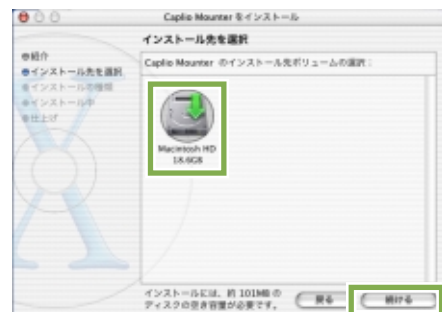 Caplio Mounter をインストール
インストール先を選択
紹介
インストール先を選択
インストールの種類
インストール中
仕上げ
Caplio Mounter のインストール先ボリュームの選択：
Macintosh HD
18.6GB
インストールには、約 101MB の
ディスクの空き容量が必要です。
戻る
続ける